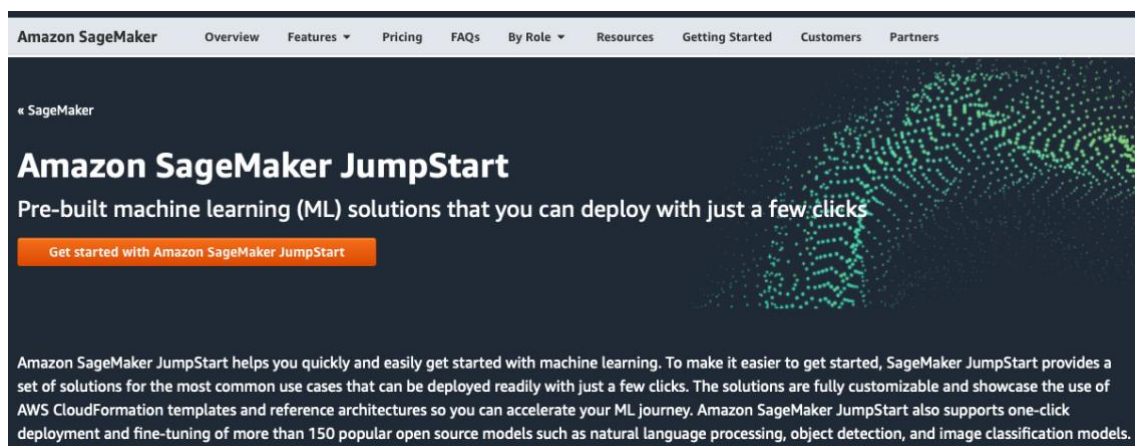 Amazon SageMaker Overview Features ▾ Pricing FAQs By Role ▾ Resources Getting Started Customers Partners
« SageMaker
Amazon SageMaker JumpStart
Pre-built machine learning (ML) solutions that you can deploy with just a few clicks
Get started with Amazon SageMaker JumpStart
Amazon SageMaker JumpStart helps you quickly and easily get started with machine learning. To make it easier to get started, SageMaker JumpStart provides a
set of solutions for the most common use cases that can be deployed readily with just a few clicks. The solutions are fully customizable and showcase the use of
AWS CloudFormation templates and reference architectures so you can accelerate your ML journey. Amazon SageMaker JumpStart also supports one-click
deployment and fine-tuning of more than 150 popular open source models such as natural language processing, object detection, and image classification models.